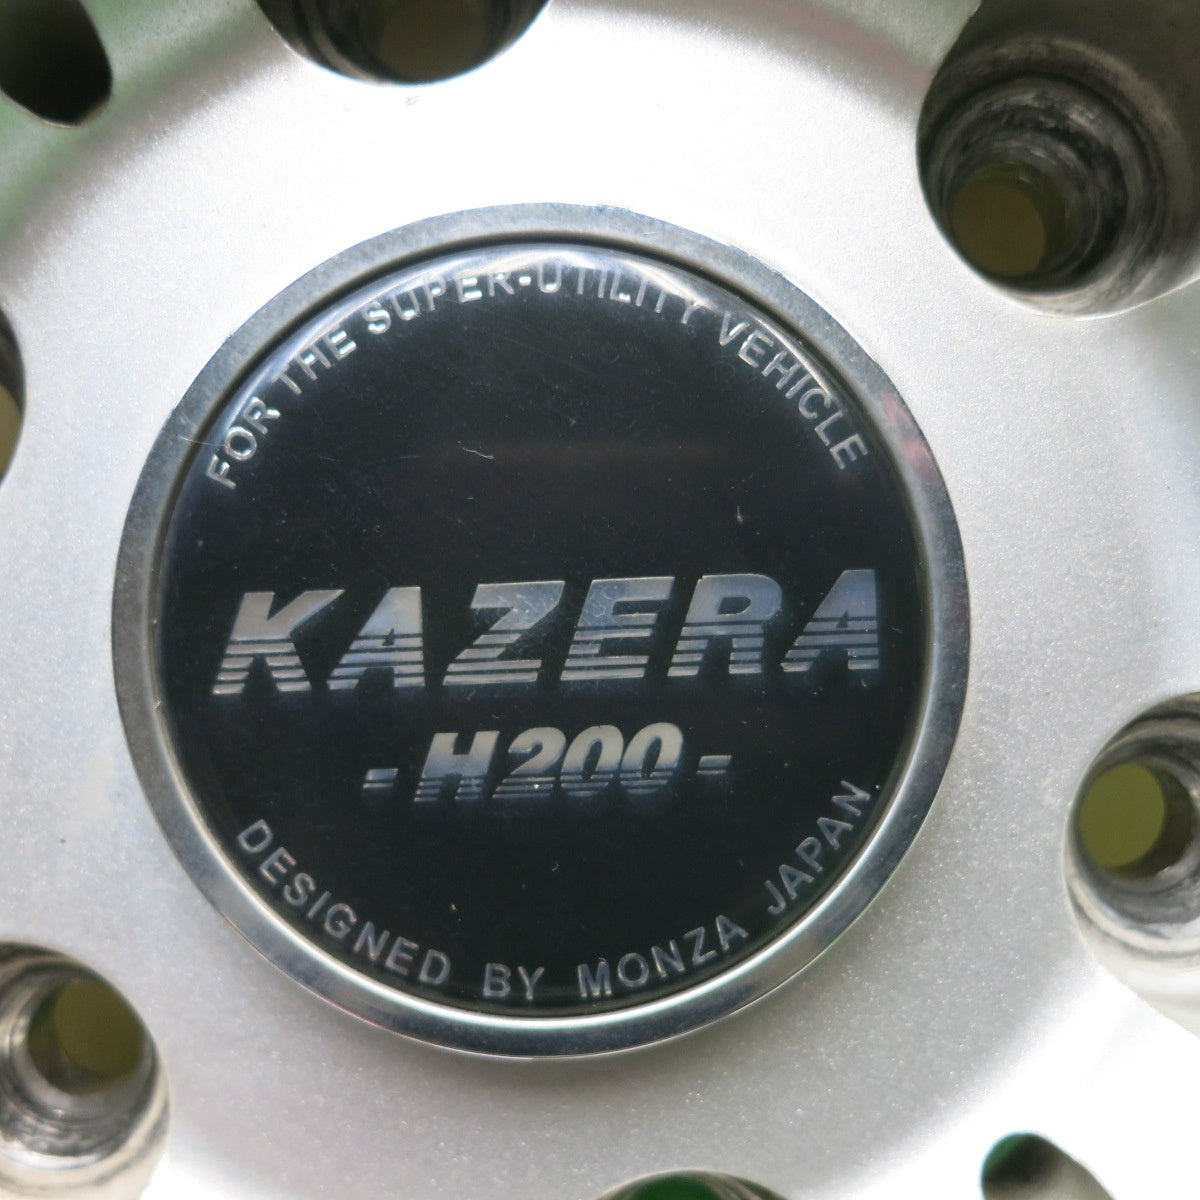 FOR THE SUPER-UTILITY VEHICLE
KAZERA
-H200-
DESIGNED BY MONZA JAPAN